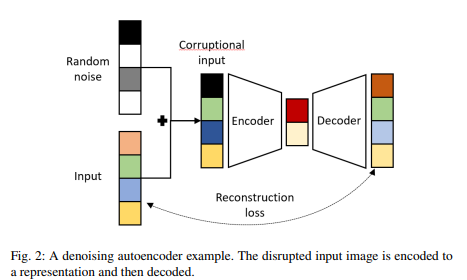 Random
noise
Corruptional
input
Encoder
Decoder
Input
Reconstruction
loss
Fig. 2: A denoising autoencoder example. The disrupted input image is encoded to
a representation and then decoded.